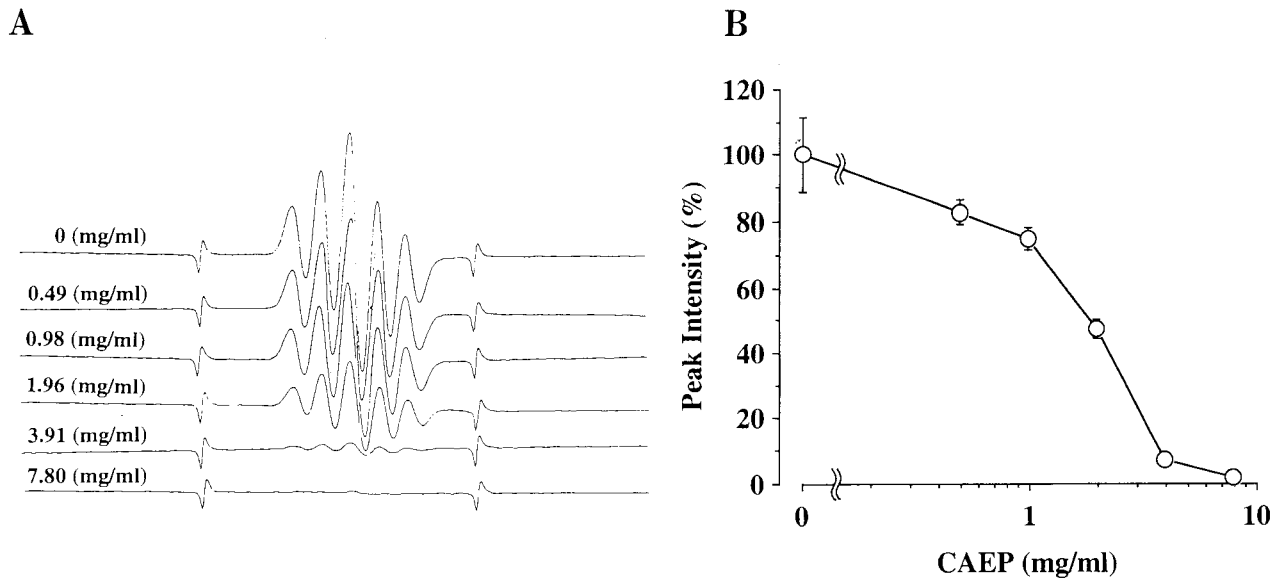 A
0 (mg/ml)
0.49 (mg/ml)
0.98 (mg/ml)
1.96 (mg/ml)
3.91 (mg/ml)
7.80 (mg/ml)
B
Peak Intensity (%)
120
100
80
60
40
20
0
0
1
10
CAEP (mg/ml)